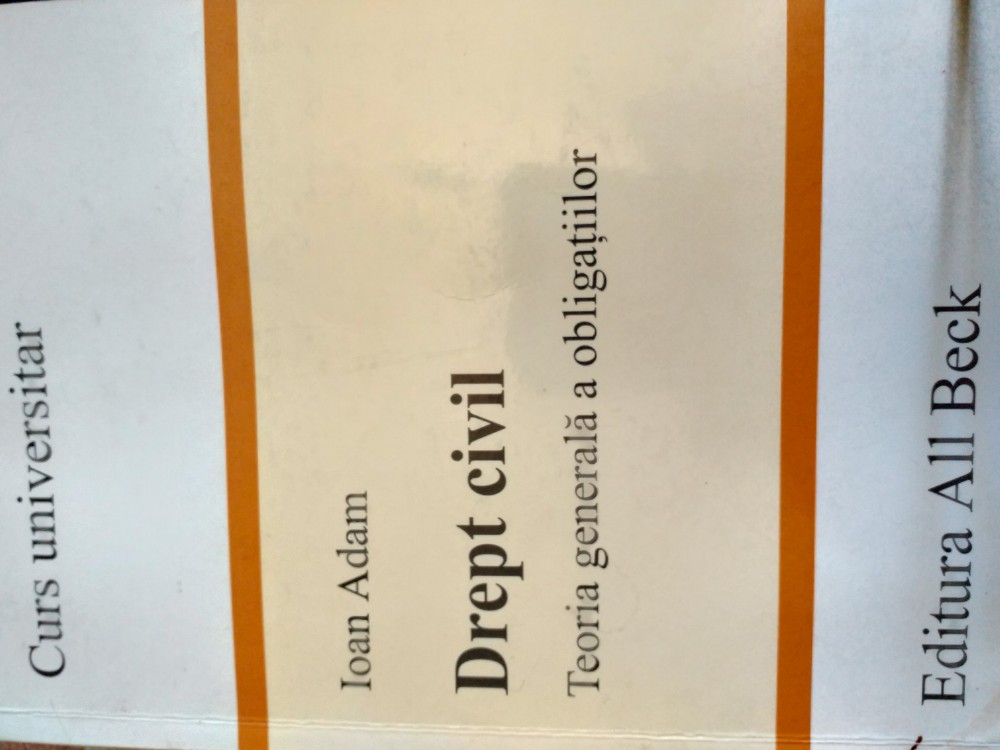 Curs universitar
Ioan Adam
Drept civil
Teoria generală a obligațiilor
Editura All Beck